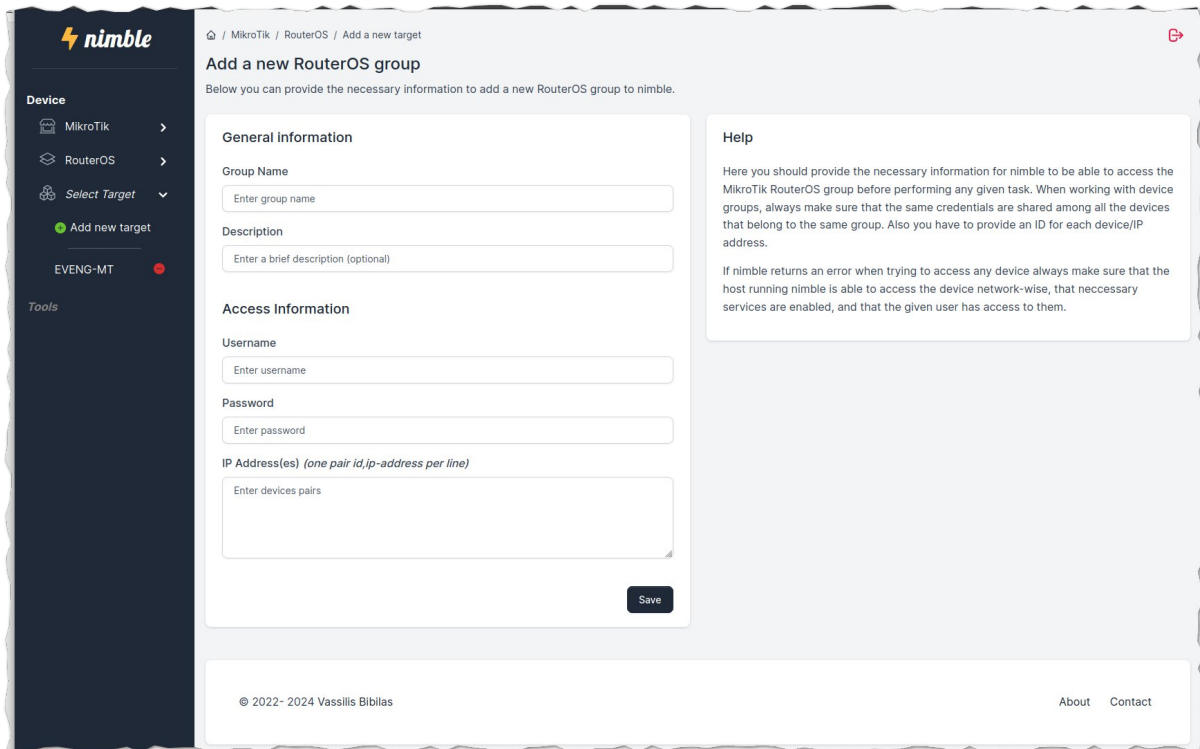 nimble
Device
MikroTik
RouterOS
Select Target
Add new target
EVENG-MT
Tools
/ MikroTik / RouterOS / Add a new target
Add a new RouterOS group
Below you can provide the necessary information to add a new RouterOS group to nimble.
General information
Group Name
Enter group name
Description
Enter a brief description (optional)
Access Information
Username
Enter username
Password
Enter password
IP Address(es) (one pair id,ip-address per line)
Enter devices pairs
Save
Help
Here you should provide the necessary information for nimble to be able to access the
MikroTik RouterOS group before performing any given task. When working with device
groups, always make sure that the same credentials are shared among all the devices
that belong to the same group. Also you have to provide an ID for each device/IP
address.
If nimble returns an error when trying to access any device always make sure that the
host running nimble is able to access the device network-wise, that neccessary
services are enabled, and that the given user has access to them.
© 2022- 2024 Vassilis Bibilas
About Contact